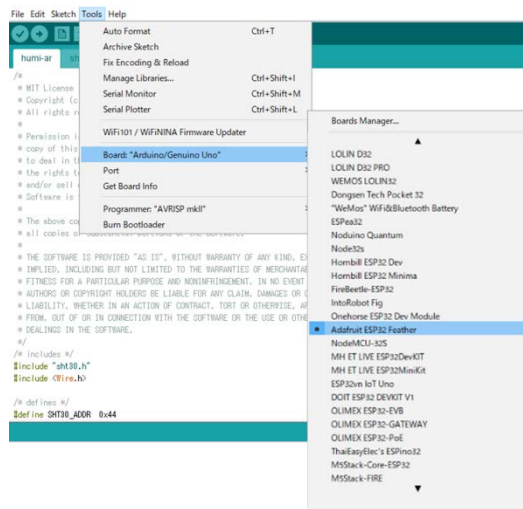 File Edit Sketch Tools Help
Auto Format Ctrl+T
Archive Sketch
Fix Encoding & Reload
Manage Libraries... Ctrl+Shift+I
Serial Monitor Ctrl+Shift+M
Serial Plotter Ctrl+Shift+L
WiFi101 / WiFiNINA Firmware Updater
Board: "Arduino/Genuino Uno"
Port
Get Board Info
Programmer: "AVRISP mkII"
Burn Bootloader
Boards Manager...
LOLIN D32
LOLIN D32 PRO
WEMOS LOLIN32
Dongsen Tech Pocket 32
"WeMos" WiFi&Bluetooth Battery
ESPea32
Noduino Quantum
Node32s
Hornbill ESP32 Dev
Hornbill ESP32 Minima
FireBeetle-ESP32
IntoRobot Fig
Onehorse ESP32 Dev Module
Adafruit ESP32 Feather
NodeMCU-32S
MH ET LIVE ESP32DevKIT
MH ET LIVE ESP32MiniKit
ESP32vn IoT Uno
DOIT ESP32 DEVKIT V1
OLIMEX ESP32-EVB
OLIMEX ESP32-GATEWAY
OLIMEX ESP32-PoE
ThaiEasyElec's ESPino32
M5Stack-Core-ESP32
M5Stack-FIRE
humi-ar sh
/*
* MIT License
* Copyright (c
* All rights r
*
* Permission i
* copy of this
* to deal in t
* the rights t
* and/or sell
* Software is
*
* The above co
* all copies or substantial portions of the Software.
*
* THE SOFTWARE IS PROVIDED "AS IS", WITHOUT WARRANTY OF ANY KIND, EX
* IMPLIED, INCLUDING BUT NOT LIMITED TO THE WARRANTIES OF MERCHANTAB
* FITNESS FOR A PARTICULAR PURPOSE AND NONINFRINGEMENT. IN NO EVENT
* AUTHORS OR COPYRIGHT HOLDERS BE LIABLE FOR ANY CLAIM, DAMAGES OR O
* LIABILITY, WHETHER IN AN ACTION OF CONTRACT, TORT OR OTHERWISE, AR
* FROM, OUT OF OR IN CONNECTION WITH THE SOFTWARE OR THE USE OR OTHE
* DEALINGS IN THE SOFTWARE.
*/
/* includes */
#include "sht30.h"
#include <Wire.h>
/* defines */
#define SHT30_ADDR 0x44